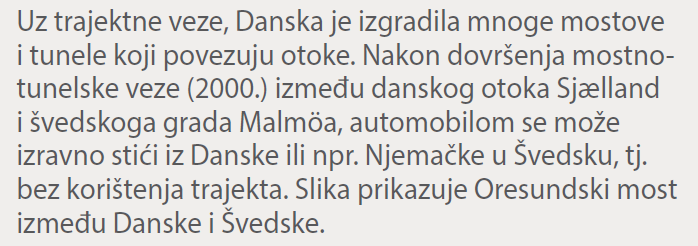 Uz trajektne veze, Danska je izgradila mnoge mostove
i tunele koji povezuju otoke. Nakon dovršenja mostno-
tunelske veze (2000.) između danskog otoka Sjælland
i švedskoga grada Malmöa, automobilom se može
izravno stići iz Danske ili npr. Njemačke u Švedsku, tj.
bez korištenja trajekta. Slika prikazuje Oresundski most
između Danske i Švedske.